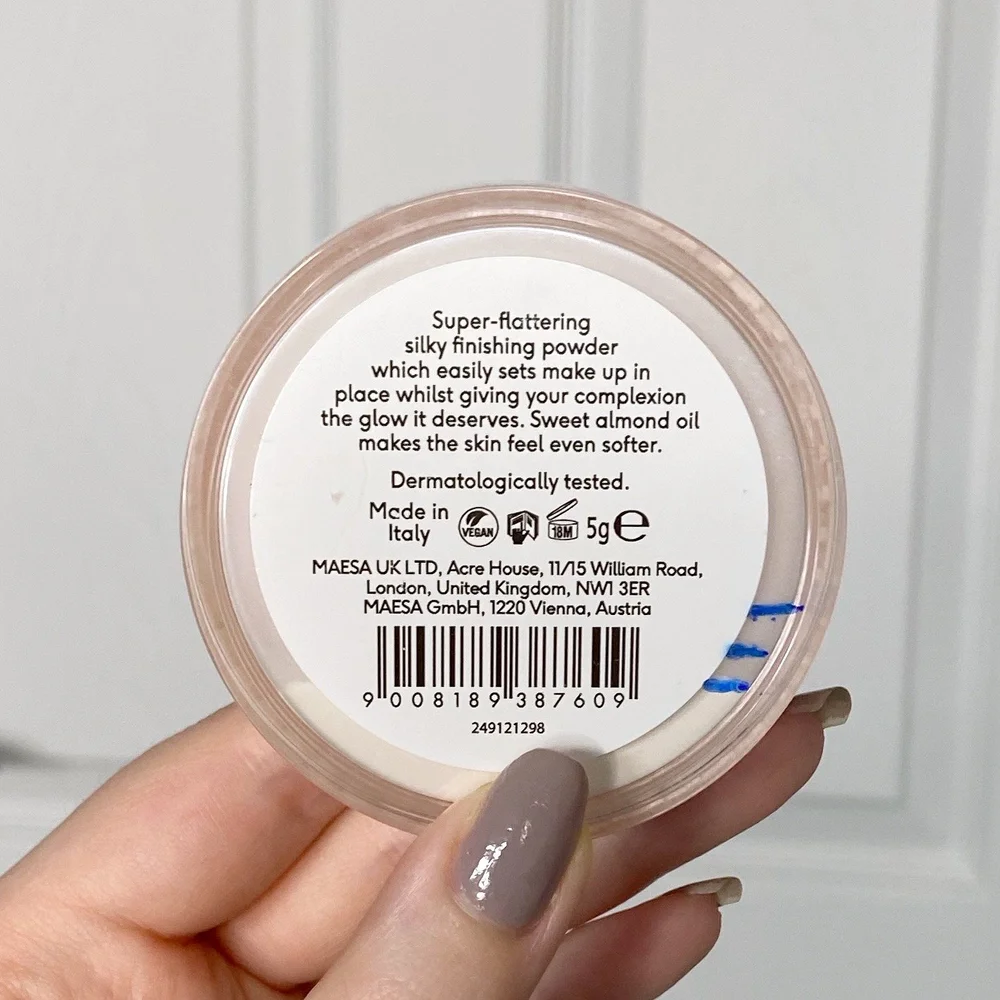 Super-flattering
silky finishing powder
which easily sets make up in
place whilst giving your complexion
the glow it deserves. Sweet almond oil
makes the skin feel even softer.
Dermatologically tested.
Made in
Italy
VEGAN
18M
5g e
MAESA UK LTD, Acre House, 11/15 William Road,
London, United Kingdom, NW1 3ER
MAESA GmbH, 1220 Vienna, Austria
9 008189 387609
249121298